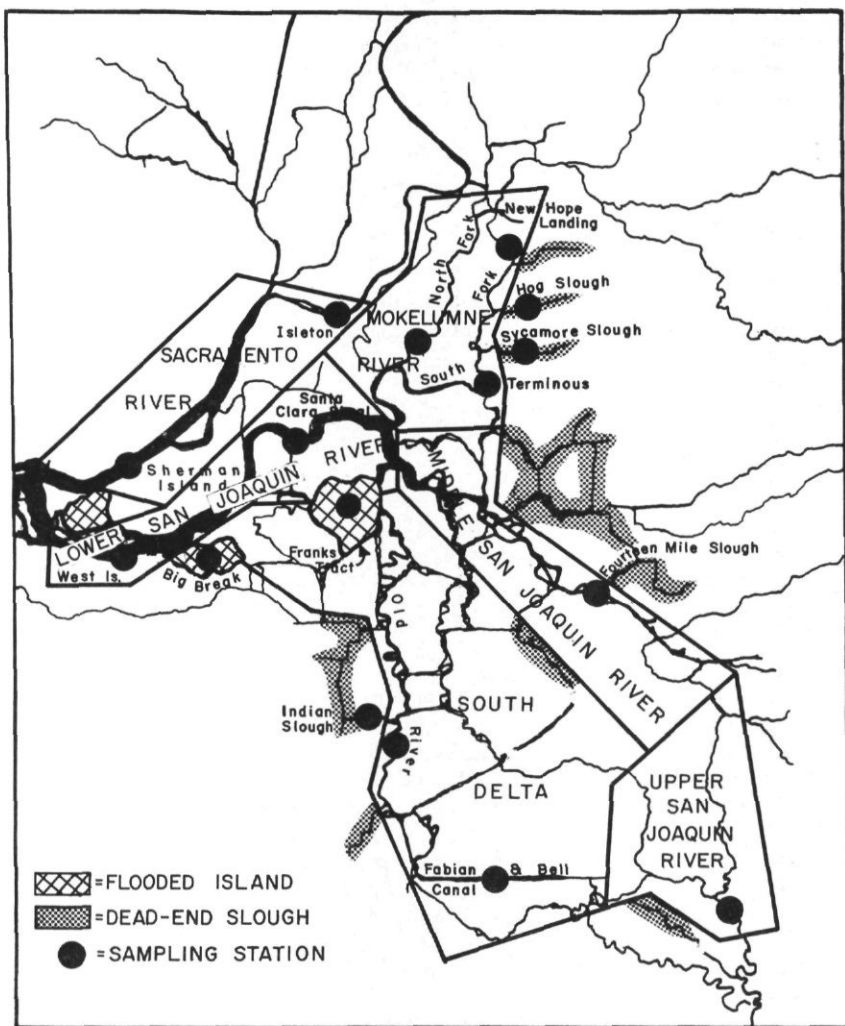 New Hope
Landing
North Fork
Fork
Hog Slough
MOKELUMNE
RIVER
Isleton
Sycamore Slough
SACRAMENTO
RIVER
South
Terminous
Santa
Clara
Sherman
Island
LOWER SAN JOAQUIN RIVER
MIDDLE SAN JOAQUIN RIVER
West Is.
Big Break
Franks
Tract
Fourteen Mile Slough
Old
River
Indian
Slough
SOUTH
DELTA
UPPER
SAN
JOAQUIN
RIVER
Fabian & Bell
Canal
=FLOODED ISLAND
=DEAD-END SLOUGH
=SAMPLING STATION